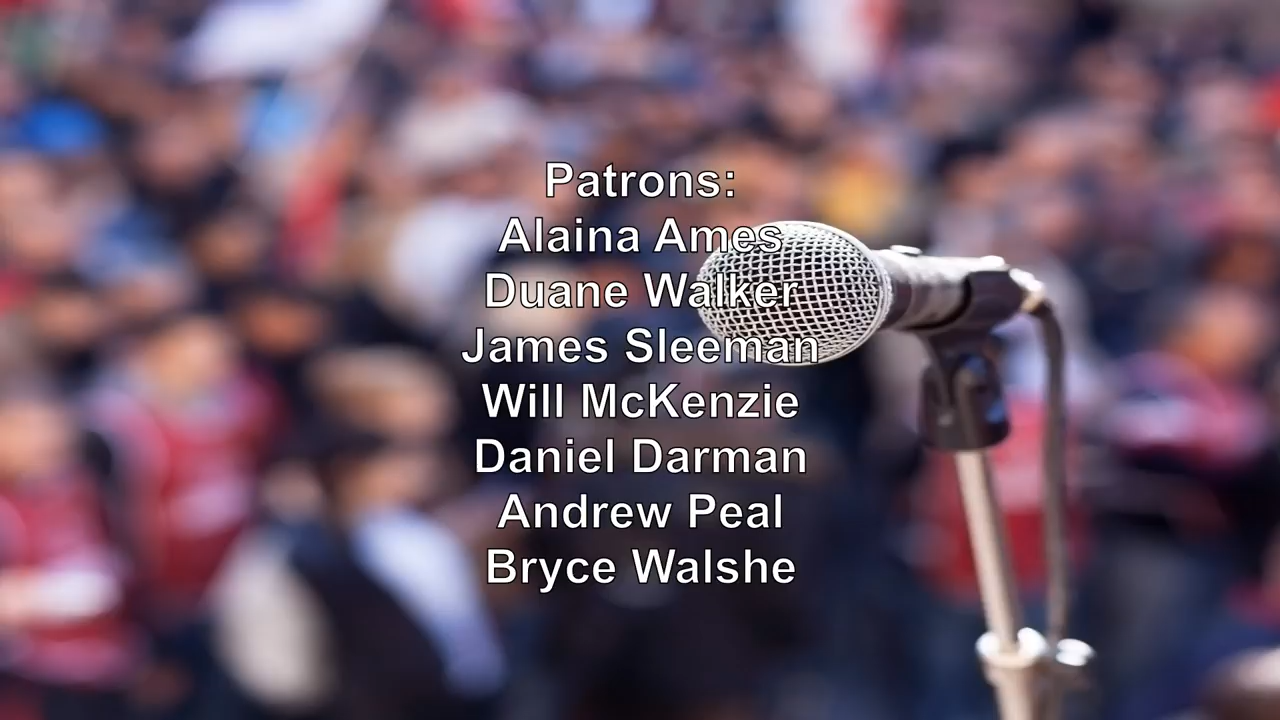 Patrons:
Alaina Ames
Duane Walker
James Sleeman
Will McKenzie
Daniel Darman
Andrew Peal
Bryce Walshe